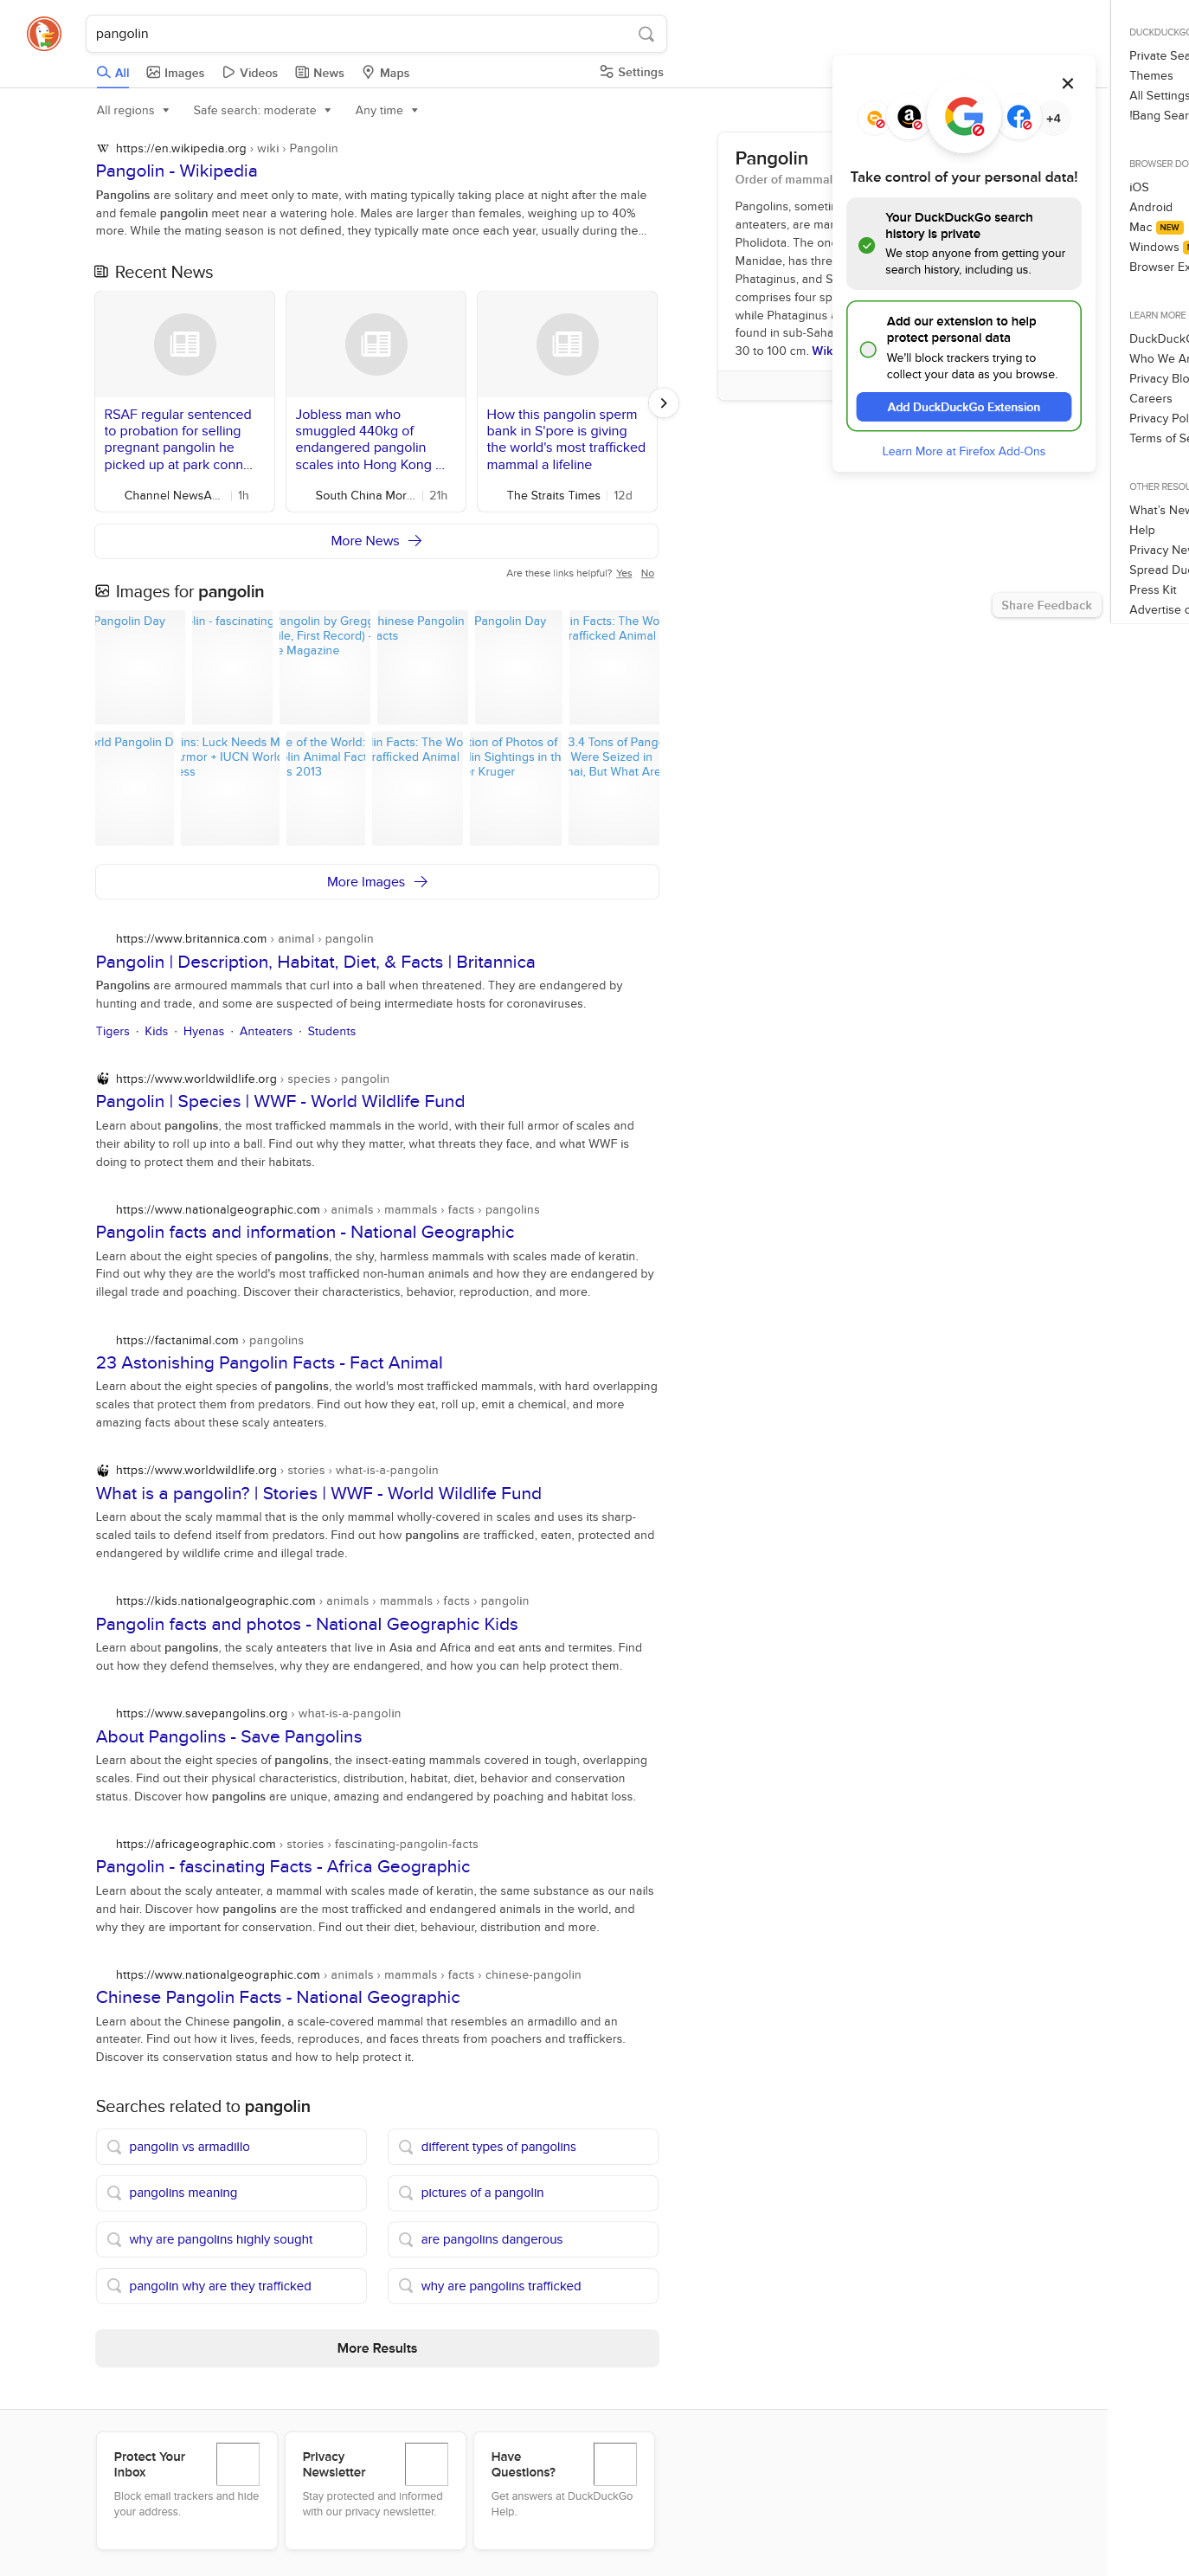 pangolin
All
Images
Videos
News
Maps
Settings
All regions
Safe search: moderate
Any time
https://en.wikipedia.org › wiki › Pangolin
Pangolin - Wikipedia
Pangolins are solitary and meet only to mate, with mating typically taking place at night after the male
and female pangolin meet near a watering hole. Males are larger than females, weighing up to 40%
more. While the mating season is not defined, they typically mate once each year, usually during the...
Recent News
RSAF regular sentenced
to probation for selling
pregnant pangolin he
picked up at park conn...
Channel NewsA... 1h
Jobless man who
smuggled 440kg of
endangered pangolin
scales into Hong Kong ...
South China Mor... 21h
How this pangolin sperm
bank in S'pore is giving
the world's most trafficked
mammal a lifeline
The Straits Times 12d
More News
Are these links helpful? Yes No
Images for pangolin
Pangolin Day
lin - fascinating
Pangolin by Gregg
ile, First Record) -
e Magazine
hinese Pangolin
acts
Pangolin Day
in Facts: The Wo
rafficked Animal
rld Pangolin D
ins: Luck Needs M
rmor + IUCN World
ess
e of the World:
lin Animal Fact
s 2013
lin Facts: The Wo
rafficked Animal
tion of Photos of
lin Sightings in th
r Kruger
3.4 Tons of Pang
Were Seized in
nai, But What Are
More Images
https://www.britannica.com › animal › pangolin
Pangolin | Description, Habitat, Diet, & Facts | Britannica
Pangolins are armoured mammals that curl into a ball when threatened. They are endangered by
hunting and trade, and some are suspected of being intermediate hosts for coronaviruses.
Tigers · Kids · Hyenas · Anteaters · Students
https://www.worldwildlife.org › species › pangolin
Pangolin | Species | WWF - World Wildlife Fund
Learn about pangolins, the most trafficked mammals in the world, with their full armor of scales and
their ability to roll up into a ball. Find out why they matter, what threats they face, and what WWF is
doing to protect them and their habitats.
https://www.nationalgeographic.com › animals › mammals › facts › pangolins
Pangolin facts and information - National Geographic
Learn about the eight species of pangolins, the shy, harmless mammals with scales made of keratin.
Find out why they are the world's most trafficked non-human animals and how they are endangered by
illegal trade and poaching. Discover their characteristics, behavior, reproduction, and more.
https://factanimal.com › pangolins
23 Astonishing Pangolin Facts - Fact Animal
Learn about the eight species of pangolins, the world's most trafficked mammals, with hard overlapping
scales that protect them from predators. Find out how they eat, roll up, emit a chemical, and more
amazing facts about these scaly anteaters.
https://www.worldwildlife.org › stories › what-is-a-pangolin
What is a pangolin? | Stories | WWF - World Wildlife Fund
Learn about the scaly mammal that is the only mammal wholly-covered in scales and uses its sharp-
scaled tails to defend itself from predators. Find out how pangolins are trafficked, eaten, protected and
endangered by wildlife crime and illegal trade.
https://kids.nationalgeographic.com › animals › mammals › facts › pangolin
Pangolin facts and photos - National Geographic Kids
Learn about pangolins, the scaly anteaters that live in Asia and Africa and eat ants and termites. Find
out how they defend themselves, why they are endangered, and how you can help protect them.
https://www.savepangolins.org › what-is-a-pangolin
About Pangolins - Save Pangolins
Learn about the eight species of pangolins, the insect-eating mammals covered in tough, overlapping
scales. Find out their physical characteristics, distribution, habitat, diet, behavior and conservation
status. Discover how pangolins are unique, amazing and endangered by poaching and habitat loss.
https://africageographic.com › stories › fascinating-pangolin-facts
Pangolin - fascinating Facts - Africa Geographic
Learn about the scaly anteater, a mammal with scales made of keratin, the same substance as our nails
and hair. Discover how pangolins are the most trafficked and endangered animals in the world, and
why they are important for conservation. Find out their diet, behaviour, distribution and more.
https://www.nationalgeographic.com › animals › mammals › facts › chinese-pangolin
Chinese Pangolin Facts - National Geographic
Learn about the Chinese pangolin, a scale-covered mammal that resembles an armadillo and an
anteater. Find out how it lives, feeds, reproduces, and faces threats from poachers and traffickers.
Discover its conservation status and how to help protect it.
Searches related to pangolin
pangolin vs armadillo
different types of pangolins
pangolins meaning
pictures of a pangolin
why are pangolins highly sought
are pangolins dangerous
pangolin why are they trafficked
why are pangolins trafficked
More Results
Protect Your
Inbox
Block email trackers and hide
your address.
Privacy
Newsletter
Stay protected and informed
with our privacy newsletter.
Have
Questions?
Get answers at DuckDuckGo
Help.
Pangolin
Order of mammal
Pangolins, sometin
anteaters, are mar
Pholidota. The one
Manidae, has thre
Phataginus, and S
comprises four sp
while Phataginus a
found in sub-Saha
30 to 100 cm. Wik
+4
Take control of your personal data!
Your DuckDuckGo search
history is private
We stop anyone from getting your
search history, including us.
Add our extension to help
protect personal data
We'll block trackers trying to
collect your data as you browse.
Add DuckDuckGo Extension
Learn More at Firefox Add-Ons
Share Feedback
DUCKDUCKGO
Private Sea
Themes
All Settings
!Bang Sear
BROWSER DO
iOS
Android
Mac NEW
Windows
Browser Ex
LEARN MORE
DuckDuckG
Who We Ar
Privacy Blo
Careers
Privacy Pol
Terms of Se
OTHER RESOU
What's New
Help
Privacy Nev
Spread Duc
Press Kit
Advertise o